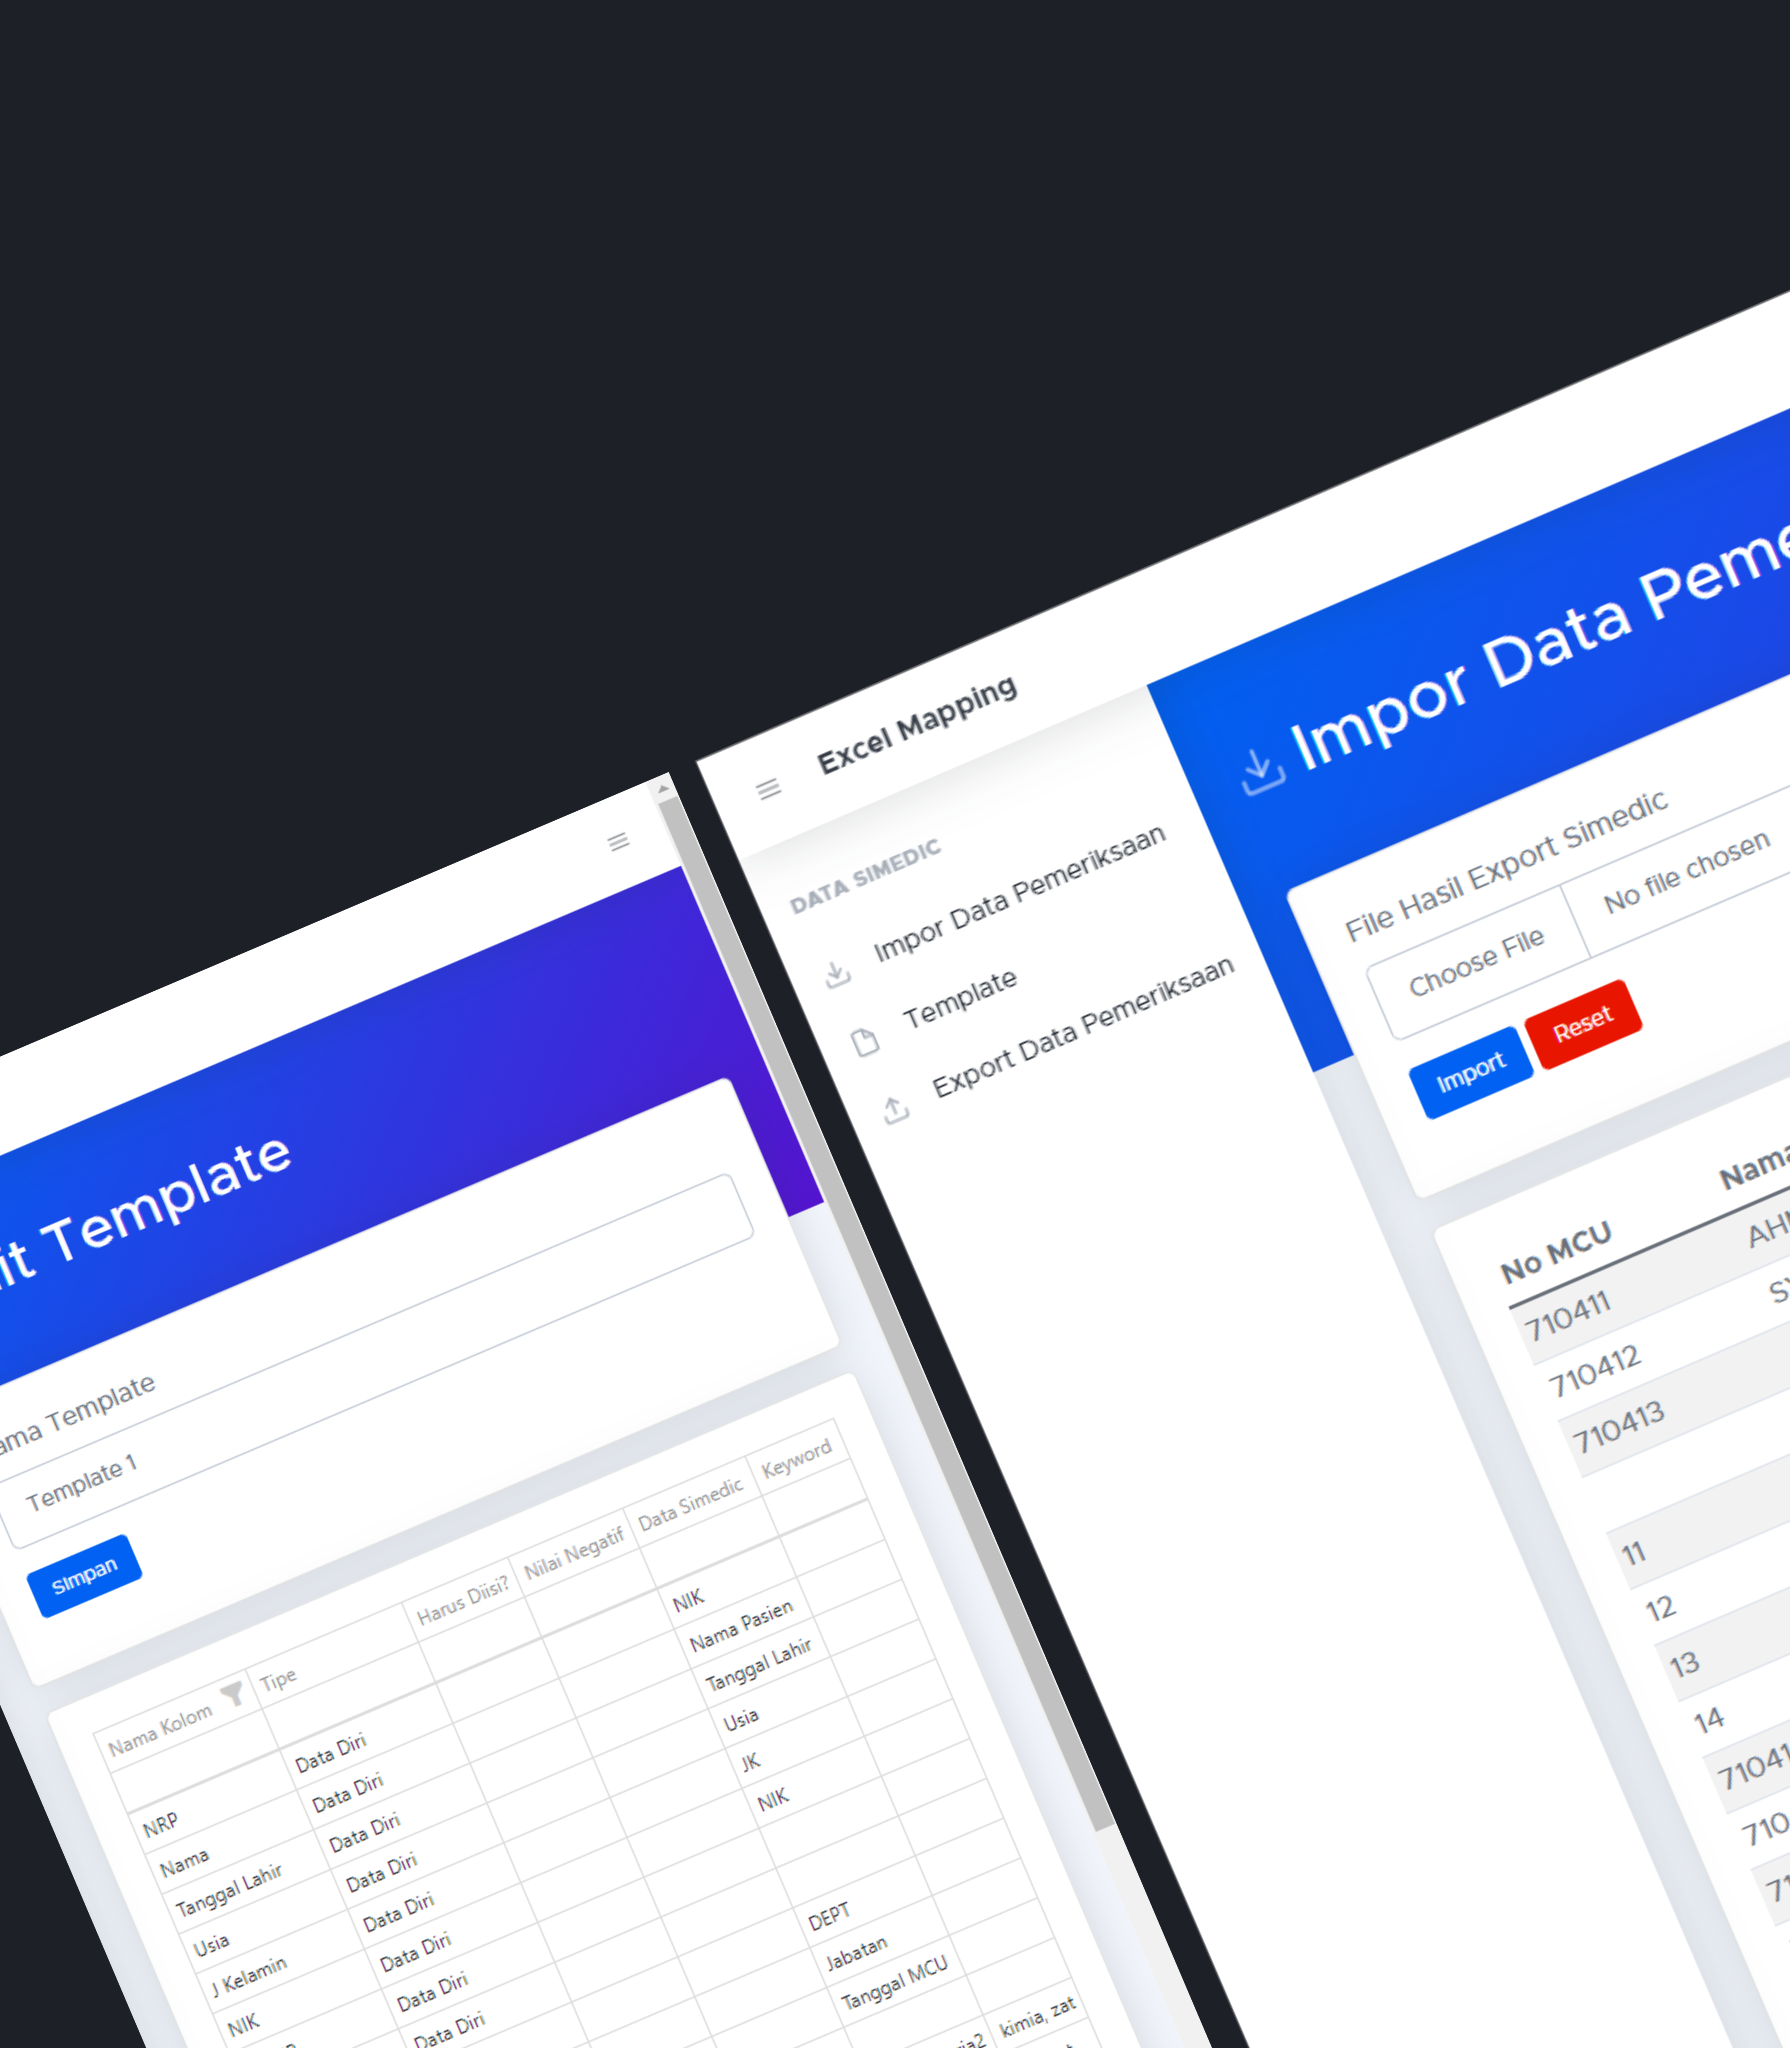 it Template
ama Template
Template 1
SImpan
Nama Kolom Tipe Harus Diisi? Nilai Negatif Data Simedic Keyword
NRP Data Diri NIK
Nama Data Diri Nama Pasien
Tanggal Lahir Data Diri Tanggal Lahir
Usia Data Diri Usia
J Kelamin Data Diri JK
NIK Data Diri NIK
Data Diri
Data Diri DEPT
Jabatan
Tanggal MCU
kimia, zat
Excel Mapping
DATA SIMEDIC
Impor Data Pemeriksaan
Template
Export Data Pemeriksaan
Impor Data Peme
File Hasil Export Simedic
Choose File No file chosen
Import Reset
No MCU Nama
710411 AH
710412 S
710413
11
12
13
14
7104
710
71